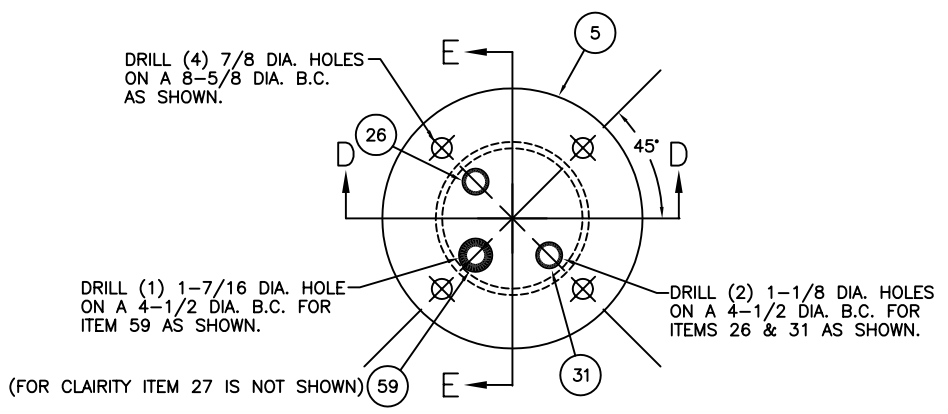 DRILL (4) 7/8 DIA. HOLES
ON A 8-5/8 DIA. B.C.
AS SHOWN.
E
5
26
D
45°
D
DRILL (1) 1-7/16 DIA. HOLE
ON A 4-1/2 DIA. B.C. FOR
ITEM 59 AS SHOWN.
DRILL (2) 1-1/8 DIA. HOLES
ON A 4-1/2 DIA. B.C. FOR
ITEMS 26 & 31 AS SHOWN.
(FOR CLAIRITY ITEM 27 IS NOT SHOWN)
59
E
31